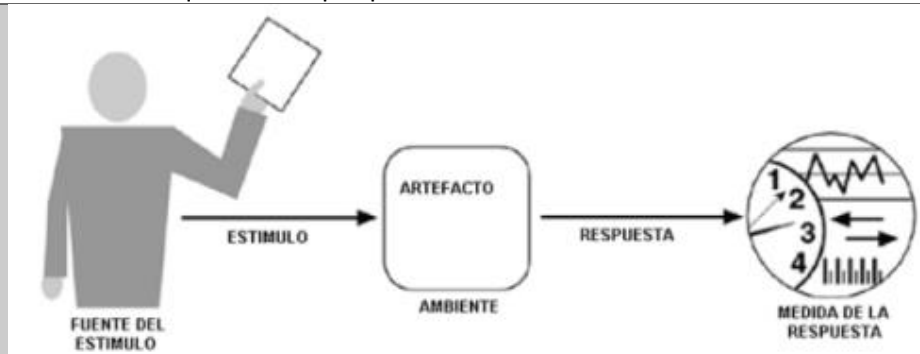 ARTEFACTO
ESTIMULO
RESPUESTA
AMBIENTE
FUENTE DEL
ESTIMULO
1
2
3
4
MEDIDA DE LA
RESPUESTA